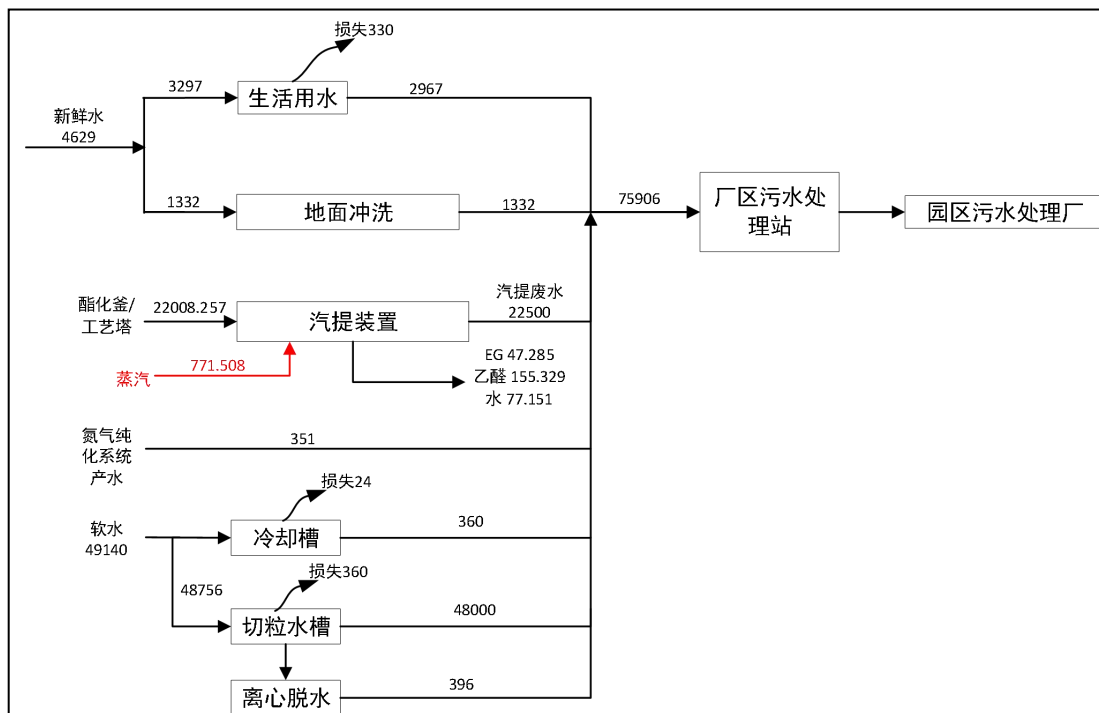 损失330
3297
生活用水
2967
新鲜水
4629
1332
地面冲洗
1332
75906
厂区污水处
理站
园区污水处理厂
酯化釜/
工艺塔
22008.257
汽提装置
汽提废水
22500
蒸汽
771.508
EG 47.285
乙醛 155.329
水 77.151
氮气纯
化系统
产水
351
损失24
软水
49140
冷却槽
360
48756
损失360
切粒水槽
48000
离心脱水
396